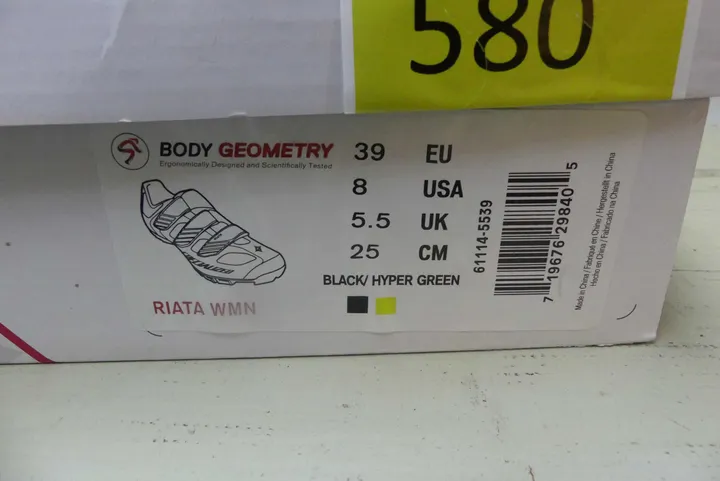 580
BODY GEOMETRY
Ergonomically Designed and Scientifically Tested
39 EU
8 USA
5.5 UK
25 CM
BLACK/ HYPER GREEN
SPECIALIZED
RIATA WMN
61114-5539
7 19676 29840 5
Made in China / Fabriqué en Chine / Hergestellt in China
Hecho en China / Fabricado na China